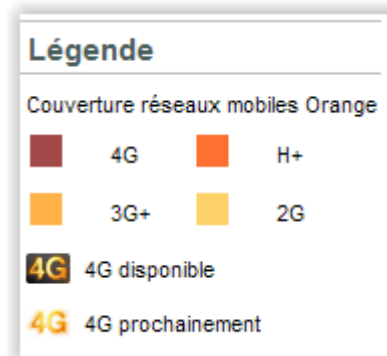 Légende
Couverture réseaux mobiles Orange
4G H+
3G+ 2G
4G 4G disponible
4G 4G prochainement